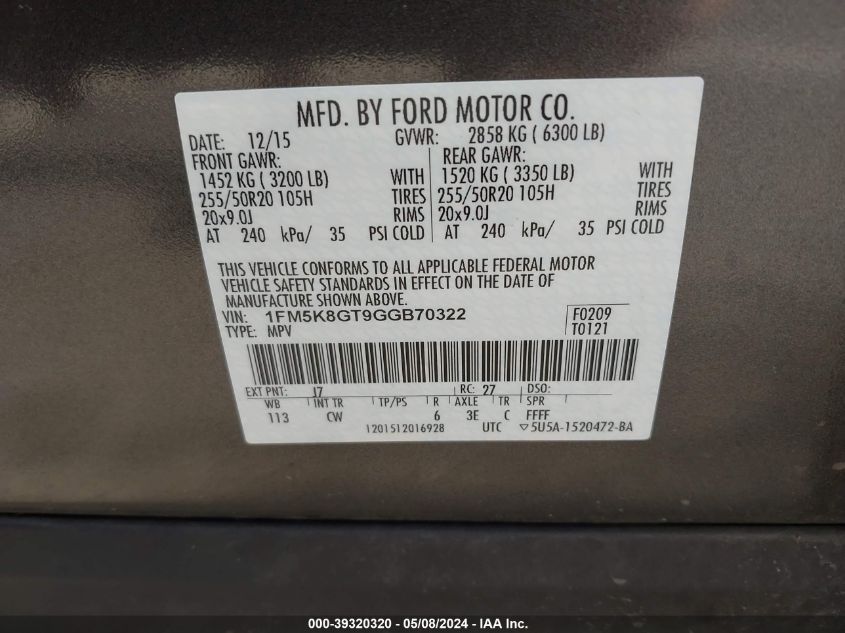 MFD. BY FORD MOTOR CO.
DATE: 12/15 GVWR: 2858 KG ( 6300 LB)
FRONT GAWR: REAR GAWR:
1452 KG ( 3200 LB) WITH 1520 KG ( 3350 LB) WITH
255/50R20 105H TIRES 255/50R20 105H TIRES
20x9.0J RIMS 20x9.0J RIMS
AT 240 kPa/ 35 PSI COLD AT 240 kPa/ 35 PSI COLD
THIS VEHICLE CONFORMS TO ALL APPLICABLE FEDERAL MOTOR
VEHICLE SAFETY STANDARDS IN EFFECT ON THE DATE OF
MANUFACTURE SHOWN ABOVE.
VIN: 1FM5K8GT9GGB70322 F0209
TYPE: MPV T0121
EXT PNT: J7 RC: 27 DSO:
WB INT TR TP/PS R AXLE TR SPR
113 CW 6 3E C FFFF
1201512016928 UTC ▽5U5A-1520472-BA
000-39320320 - 05/08/2024 - IAA Inc.